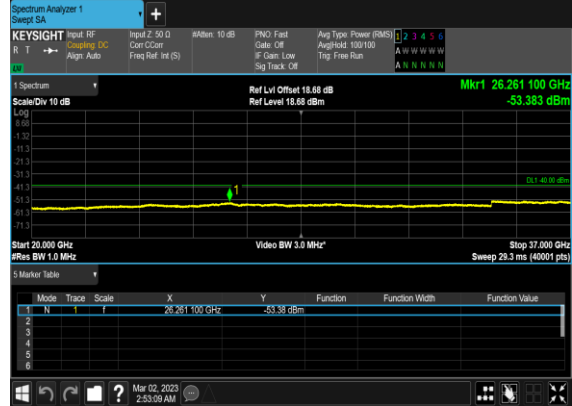 Spectrum Analyzer 1
Swept SA
+
KEYSIGHT Input: RF Input Z: 50 Ω #Atten: 10 dB PNO: Fast Avg Type: Power (RMS) 1 2 3 4 5 6
R T Coupling: DC Corr CCorr Gate: Off Avg|Hold: 100/100 A W W W W W
Align: Auto Freq Ref: Int (S) IF Gain: Low Trig: Free Run A N N N N N
Sig Track: Off
1 Spectrum Ref Lvl Offset 18.68 dB Mkr1 26.261 100 GHz
Scale/Div 10 dB Ref Level 18.68 dBm -53.383 dBm
Log
8.68
-1.32
-11.3
-21.3
-31.3
DL1 -40.00 dBm
-41.3
1
-51.3
-61.3
-71.3
Start 20.000 GHz Video BW 3.0 MHz* Stop 37.000 GHz
#Res BW 1.0 MHz Sweep 29.3 ms (40001 pts)
5 Marker Table
Mode Trace Scale X Y Function Function Width Function Value
1 N 1 f 26.261 100 GHz -53.38 dBm
2
3
4
5
6
? Mar 02, 2023
2:53:09 AM